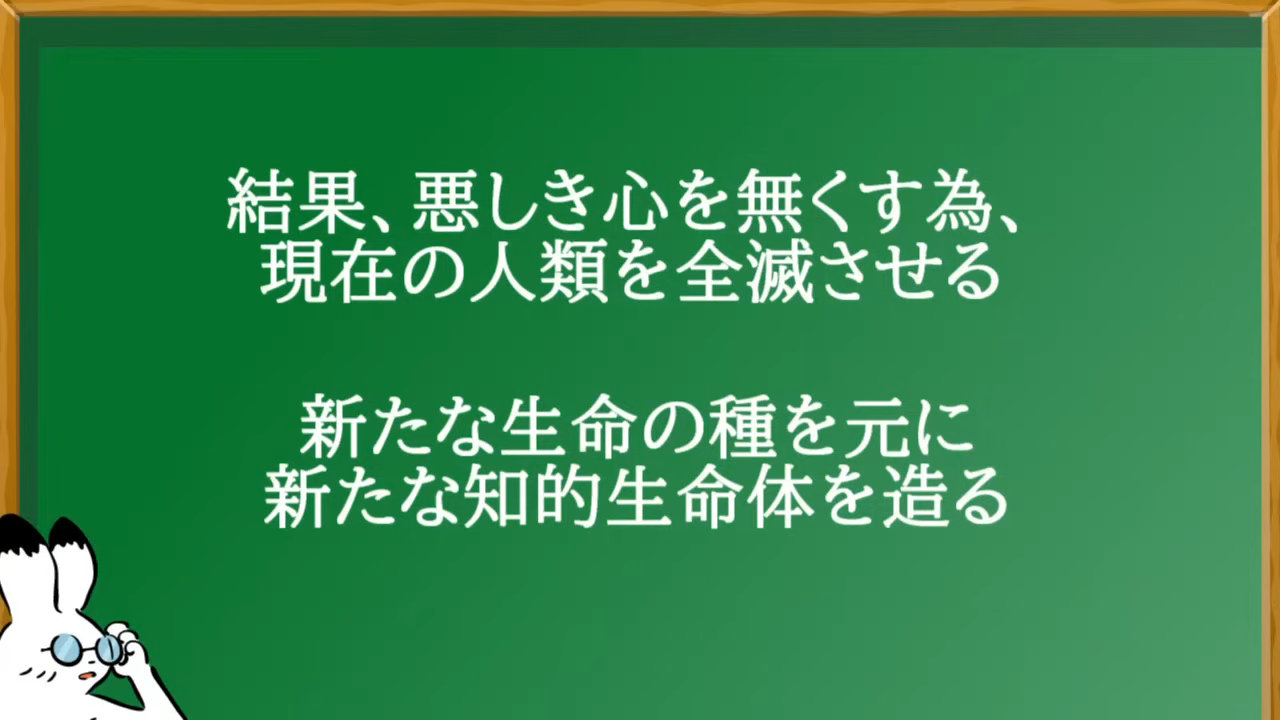 結果、悪しき心を無くす為、
現在の人類を全滅させる
新たな生命の種を元に
新たな知的生命体を造る